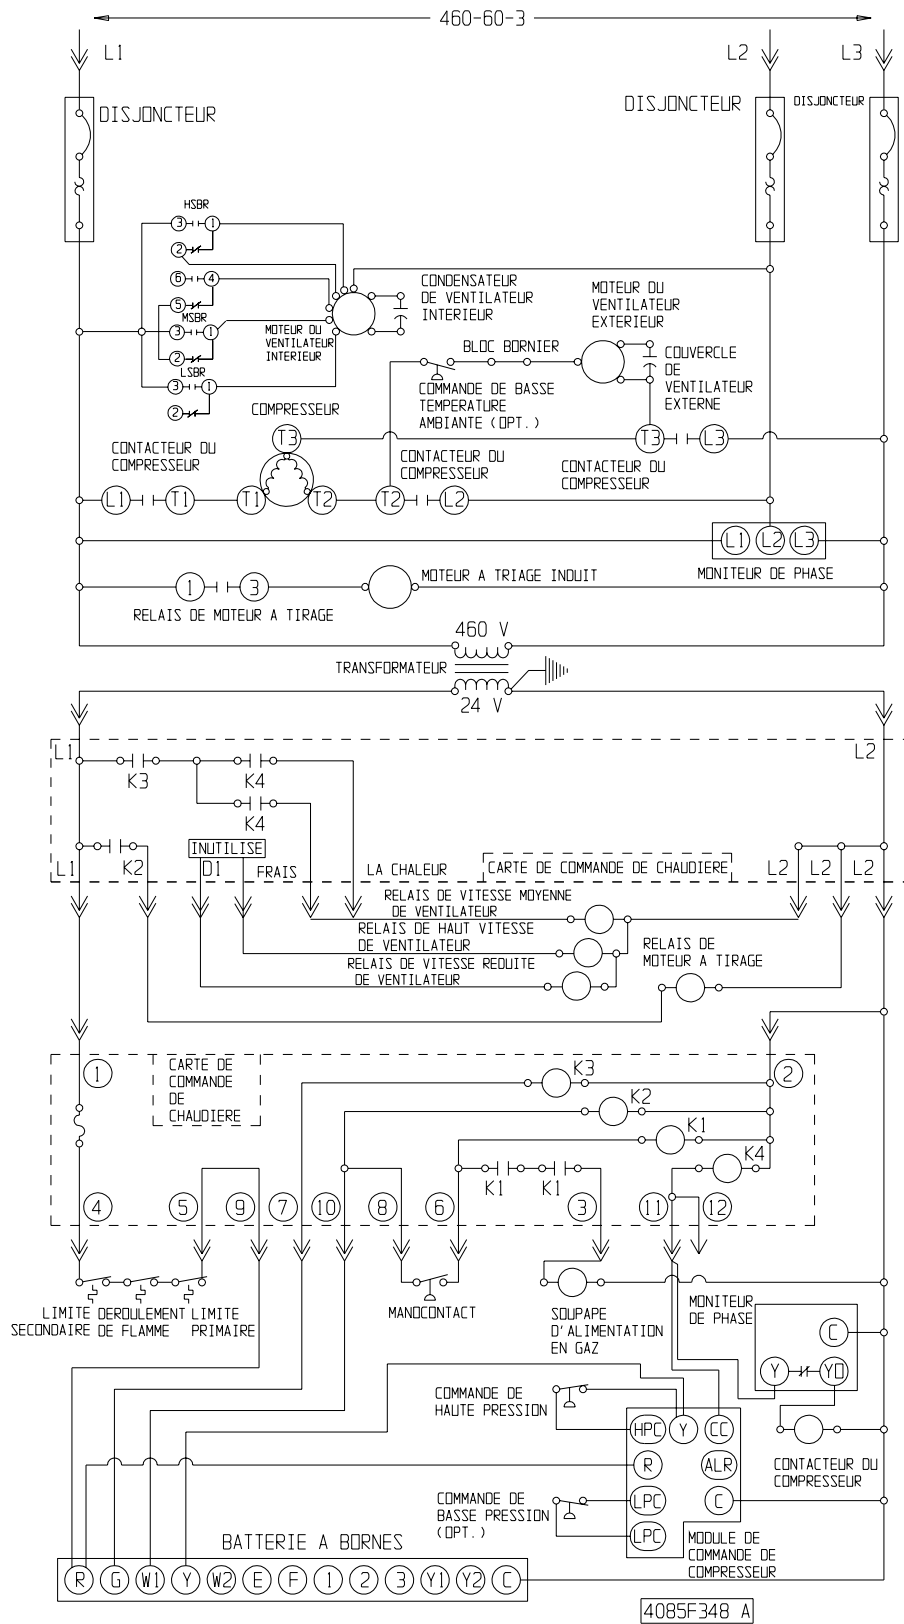 460-60-3
L1
L2
L3
DISJONCTEUR
DISJONCTEUR
DISJONCTEUR
HSBR
3
1
2
6
4
5
MSBR
3
1
2
LSBR
3
1
2
MOTEUR DU
VENTILATEUR
INTERIEUR
CONDENSATEUR
DE VENTILATEUR
INTERIEUR
MOTEUR DU
VENTILATEUR
EXTERIEUR
BLOC BORNIER
COUVERCLE
DE
VENTILATEUR
EXTERNE
COMMANDE DE BASSE
TEMPERATURE
AMBIANTE (OPT.)
COMPRESSEUR
T3
T3
L3
CONTACTEUR DU
COMPRESSEUR
CONTACTEUR DU
COMPRESSEUR
CONTACTEUR DU
COMPRESSEUR
L1
T1
T1
T2
T2
L2
L1
L2
L3
MONITEUR DE PHASE
1
3
MOTEUR A TRIAGE INDUIT
RELAIS DE MOTEUR A TIRAGE
460 V
TRANSFORMATEUR
24 V
L1
L2
K3
K4
K4
L1
K2
INUTILISE
D1
FRAIS
LA CHALEUR
CARTE DE COMMANDE DE CHAUDIERE
L2
L2
L2
RELAIS DE VITESSE MOYENNE
DE VENTILATEUR
RELAIS DE HAUT VITESSE
DE VENTILATEUR
RELAIS DE VITESSE REDUITE
DE VENTILATEUR
RELAIS DE
MOTEUR A TIRAGE
1
CARTE DE
COMMANDE
DE
CHAUDIERE
K3
2
K2
K1
K4
K1
K1
4
5
9
7
10
8
6
3
11
12
LIMITE
SECONDAIRE
DEROULEMENT
DE FLAMME
LIMITE
PRIMAIRE
MANOCONTACT
SOUPAPE
D'ALIMENTATION
EN GAZ
MONITEUR
DE PHASE
C
Y
YO
COMMANDE DE
HAUTE PRESSION
HPC
Y
CC
R
ALR
LPC
C
LPC
CONTACTEUR DU
COMPRESSEUR
COMMANDE DE
BASSE PRESSION
(OPT.)
MODULE DE
COMMANDE DE
COMPRESSEUR
BATTERIE A BORNES
R
G
W1
Y
W2
E
F
1
2
3
Y1
Y2
C
4085F348 A